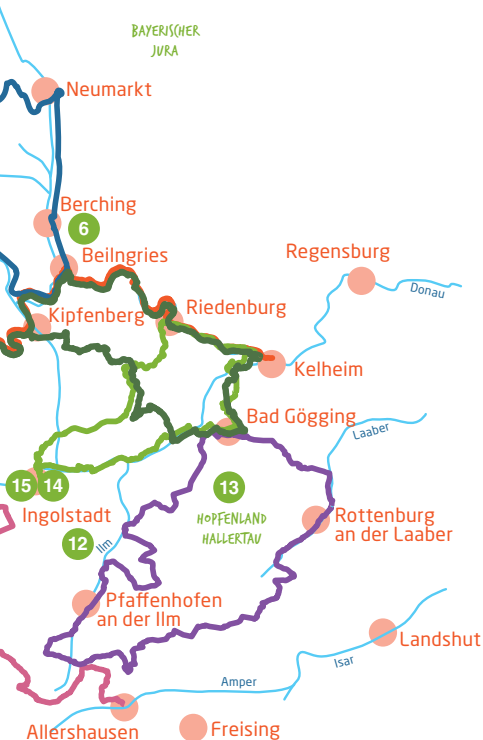 BAYERISCHER
JURA
Neumarkt
Berching
6
Beilngries
Regensburg
Donau
Kipfenberg
Riedenburg
Kelheim
Bad Gögging
Laaber
15
14
13
Ingolstadt
HOPFENLAND
HALLERTAU
Rottenburg
an der Laaber
12
Ilm
Pfaffenhofen
an der Ilm
Landshut
Isar
Amper
Allershausen
Freising